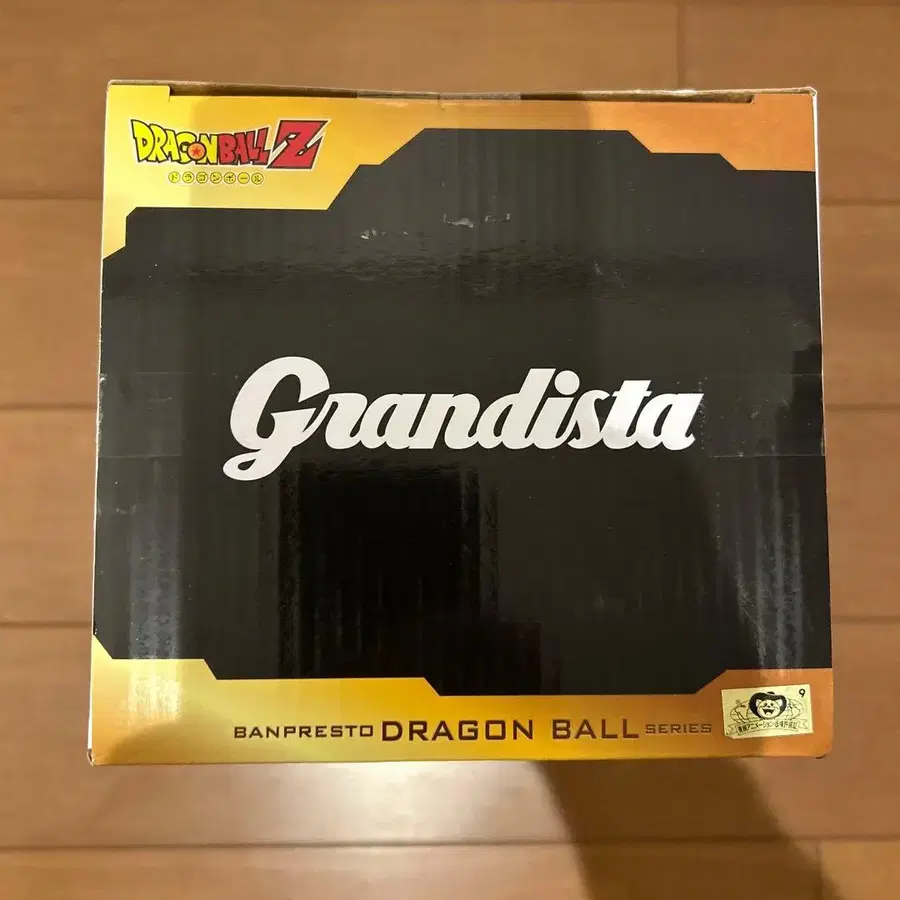 DRAGON BALL Z
ドラゴンボール
Grandista
BANPRESTO DRAGON BALL SERIES
9